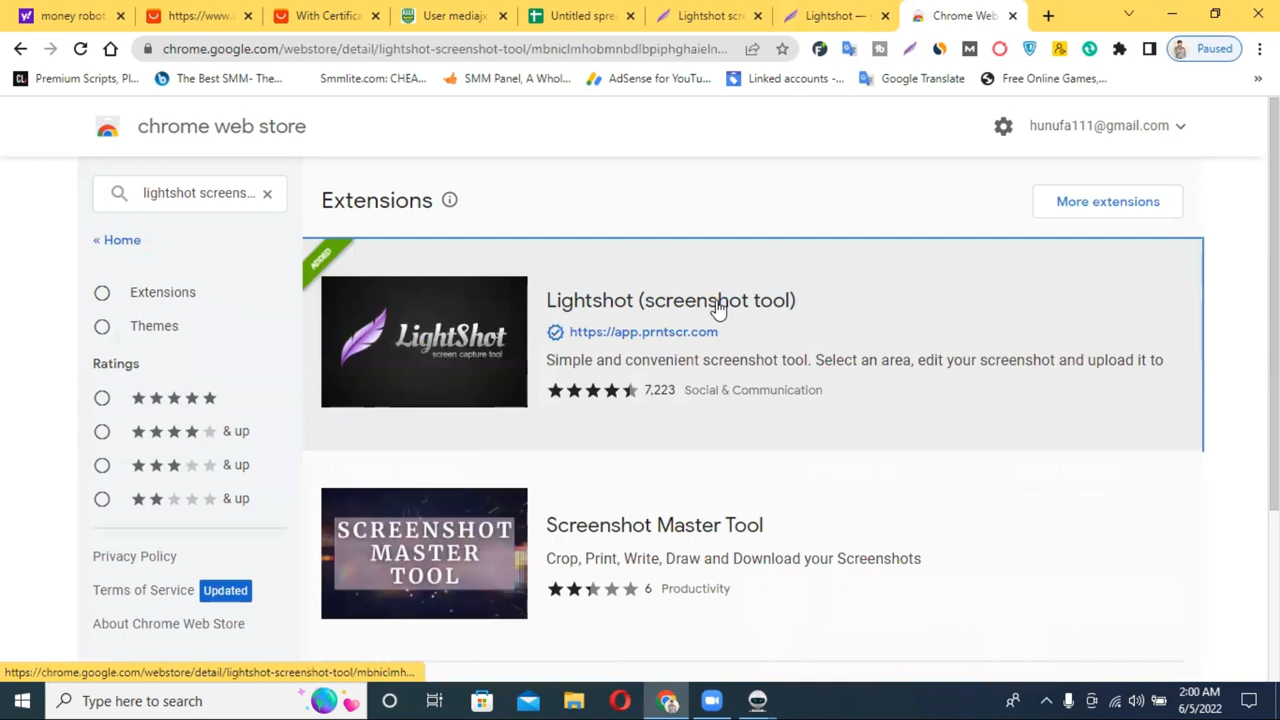 money robot
https://www.a
With Certifica
User mediajx
Untitled spre
Lightshot scr
Lightshot — s
Chrome Web
chrome.google.com/webstore/detail/lightshot-screenshot-tool/mbniclmhobmnbdlbpiphghaieln...
Paused
Premium Scripts, Pl...
The Best SMM- The...
Smmlite.com: CHEA...
SMM Panel, A Whol...
AdSense for YouTu...
Linked accounts -...
Google Translate
Free Online Games,...
»
chrome web store
hunufa111@gmail.com
lightshot screens...
« Home
Extensions
Themes
Ratings
& up
& up
& up
Privacy Policy
Terms of Service Updated
About Chrome Web Store
Extensions
More extensions
ADDED
LIGHTSHOT
screen capture tool
Lightshot (screenshot tool)
https://app.prntscr.com
Simple and convenient screenshot tool. Select an area, edit your screenshot and upload it to
7,223 Social & Communication
SCREENSHOT
MASTER
TOOL
Screenshot Master Tool
Crop, Print, Write, Draw and Download your Screenshots
6 Productivity
https://chrome.google.com/webstore/detail/lightshot-screenshot-tool/mbniclmh...
Type here to search
2:00 AM
6/5/2022